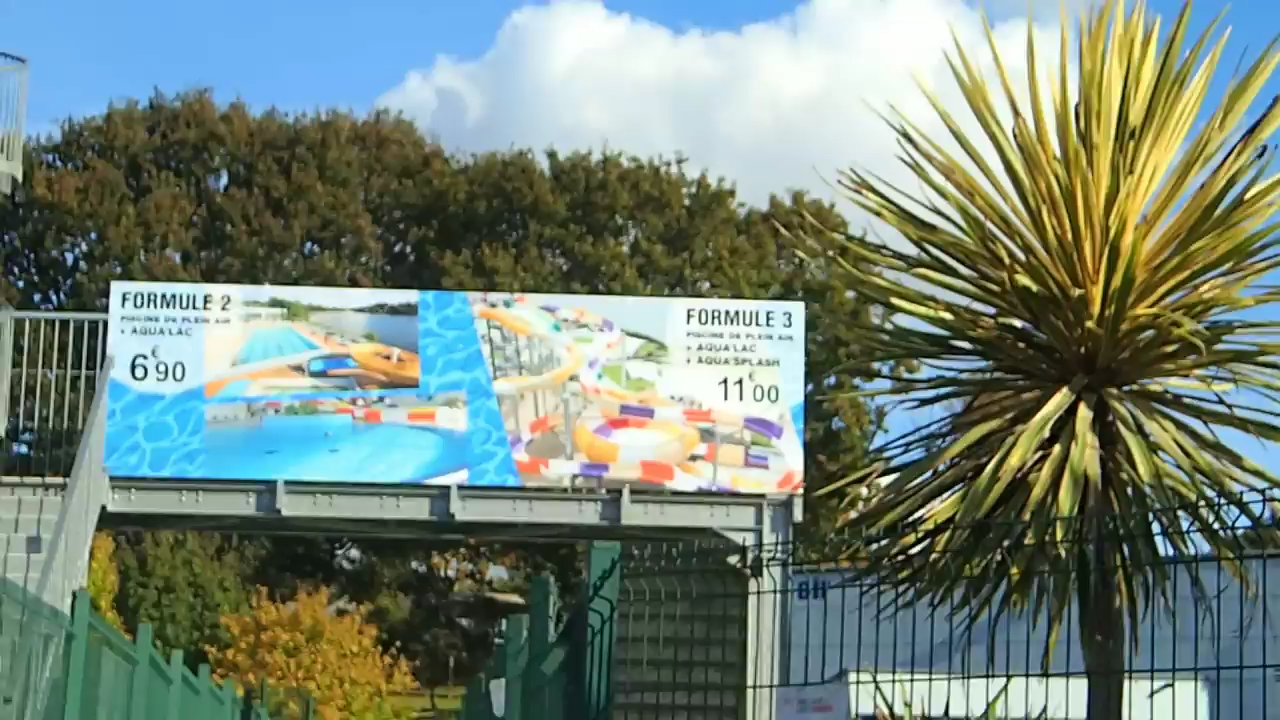 FORMULE 2
PISCINE DE PLEIN AIR
+ AQUA'LAC
6€90
FORMULE 3
PISCINE DE PLEIN AIR
+ AQUA'LAC
+ AQUA'SPLASH
11€00